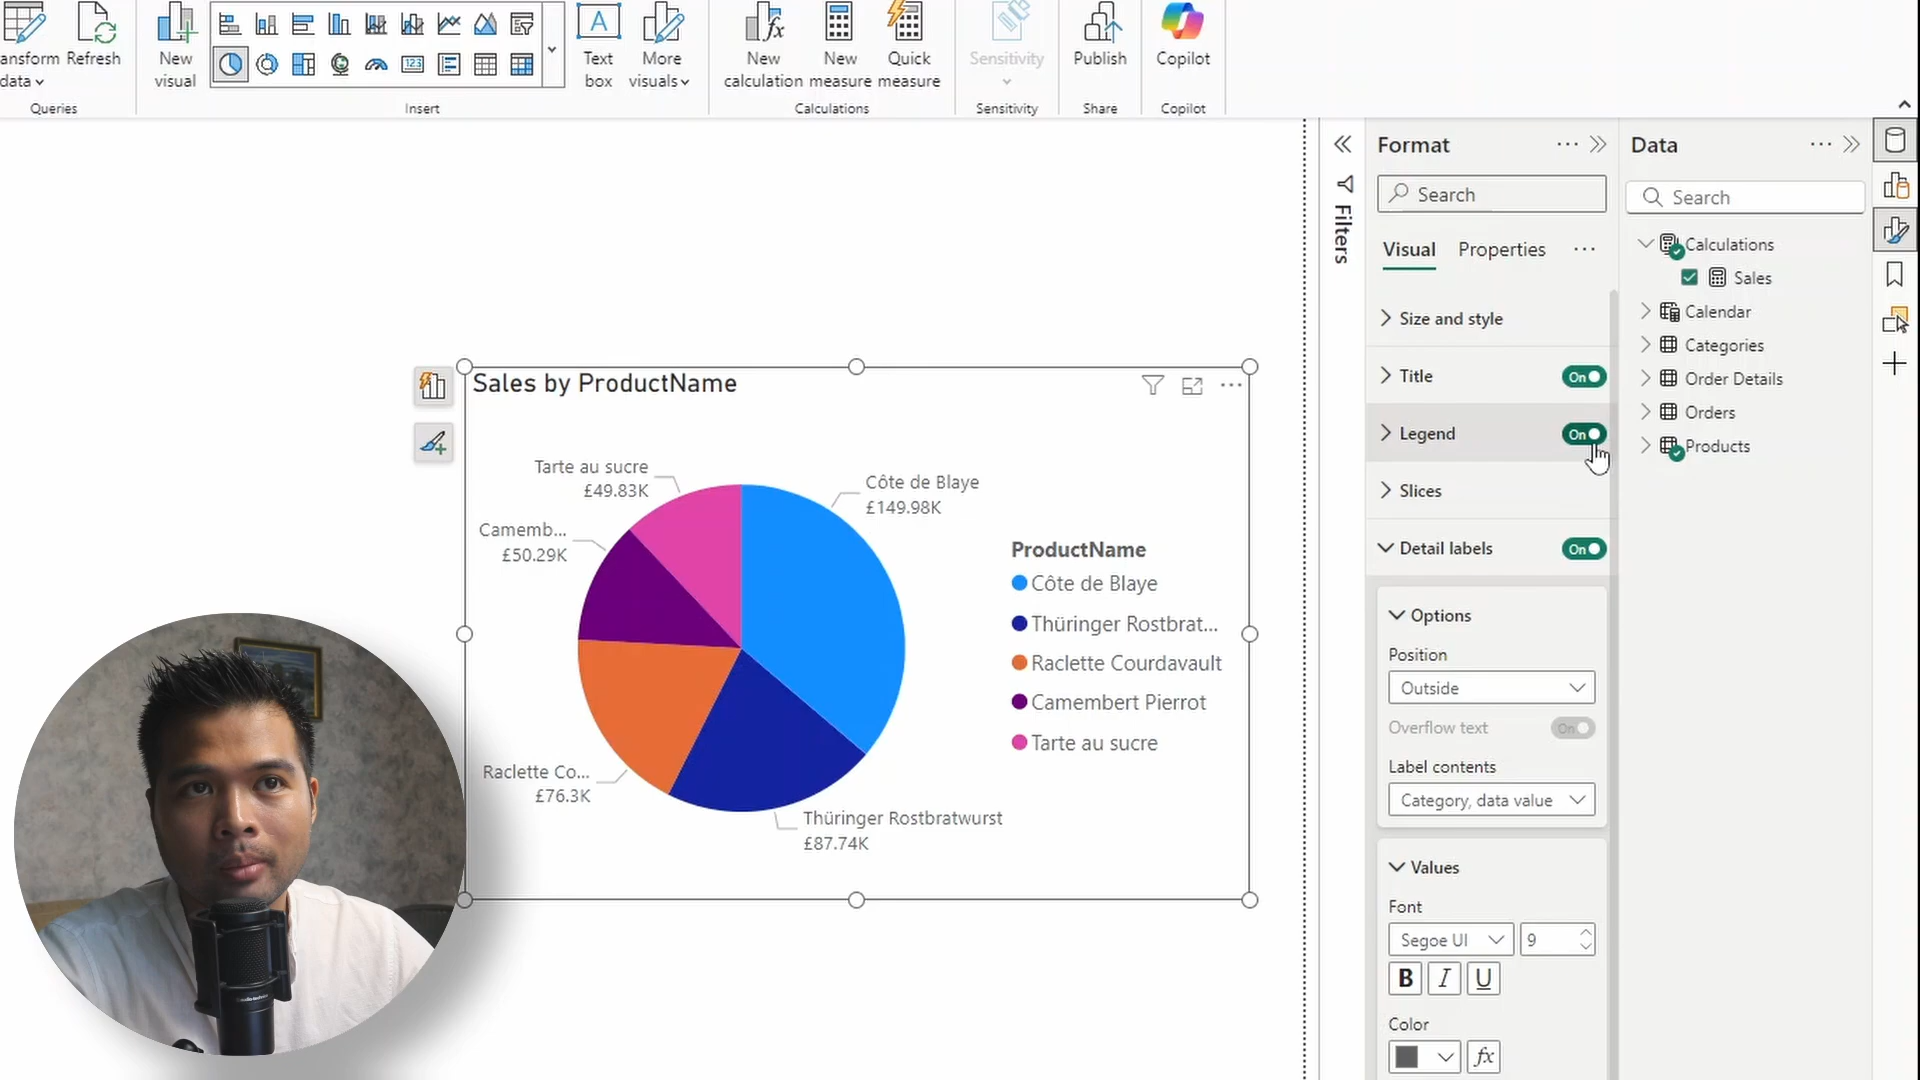 ansform
data
Refresh
Queries
New
visual
Text
box
More
visuals
Insert
New
calculation
New
measure
Quick
measure
Calculations
Sensitivity
Sensitivity
Publish
Share
Copilot
Copilot
Filters
Format
Search
Visual
Properties
Size and style
Title
On
Legend
On
Slices
Detail labels
On
Options
Position
Outside
Overflow text
On
Label contents
Category, data value
Values
Font
Segoe UI
9
B
I
U
Color
fx
Data
Search
Calculations
Sales
Calendar
Categories
Order Details
Orders
Products
Sales by ProductName
Tarte au sucre
£49.83K
Côte de Blaye
£149.98K
Camemb...
£50.29K
Raclette Co...
£76.3K
Thüringer Rostbratwurst
£87.74K
ProductName
Côte de Blaye
Thüringer Rostbrat...
Raclette Courdavault
Camembert Pierrot
Tarte au sucre